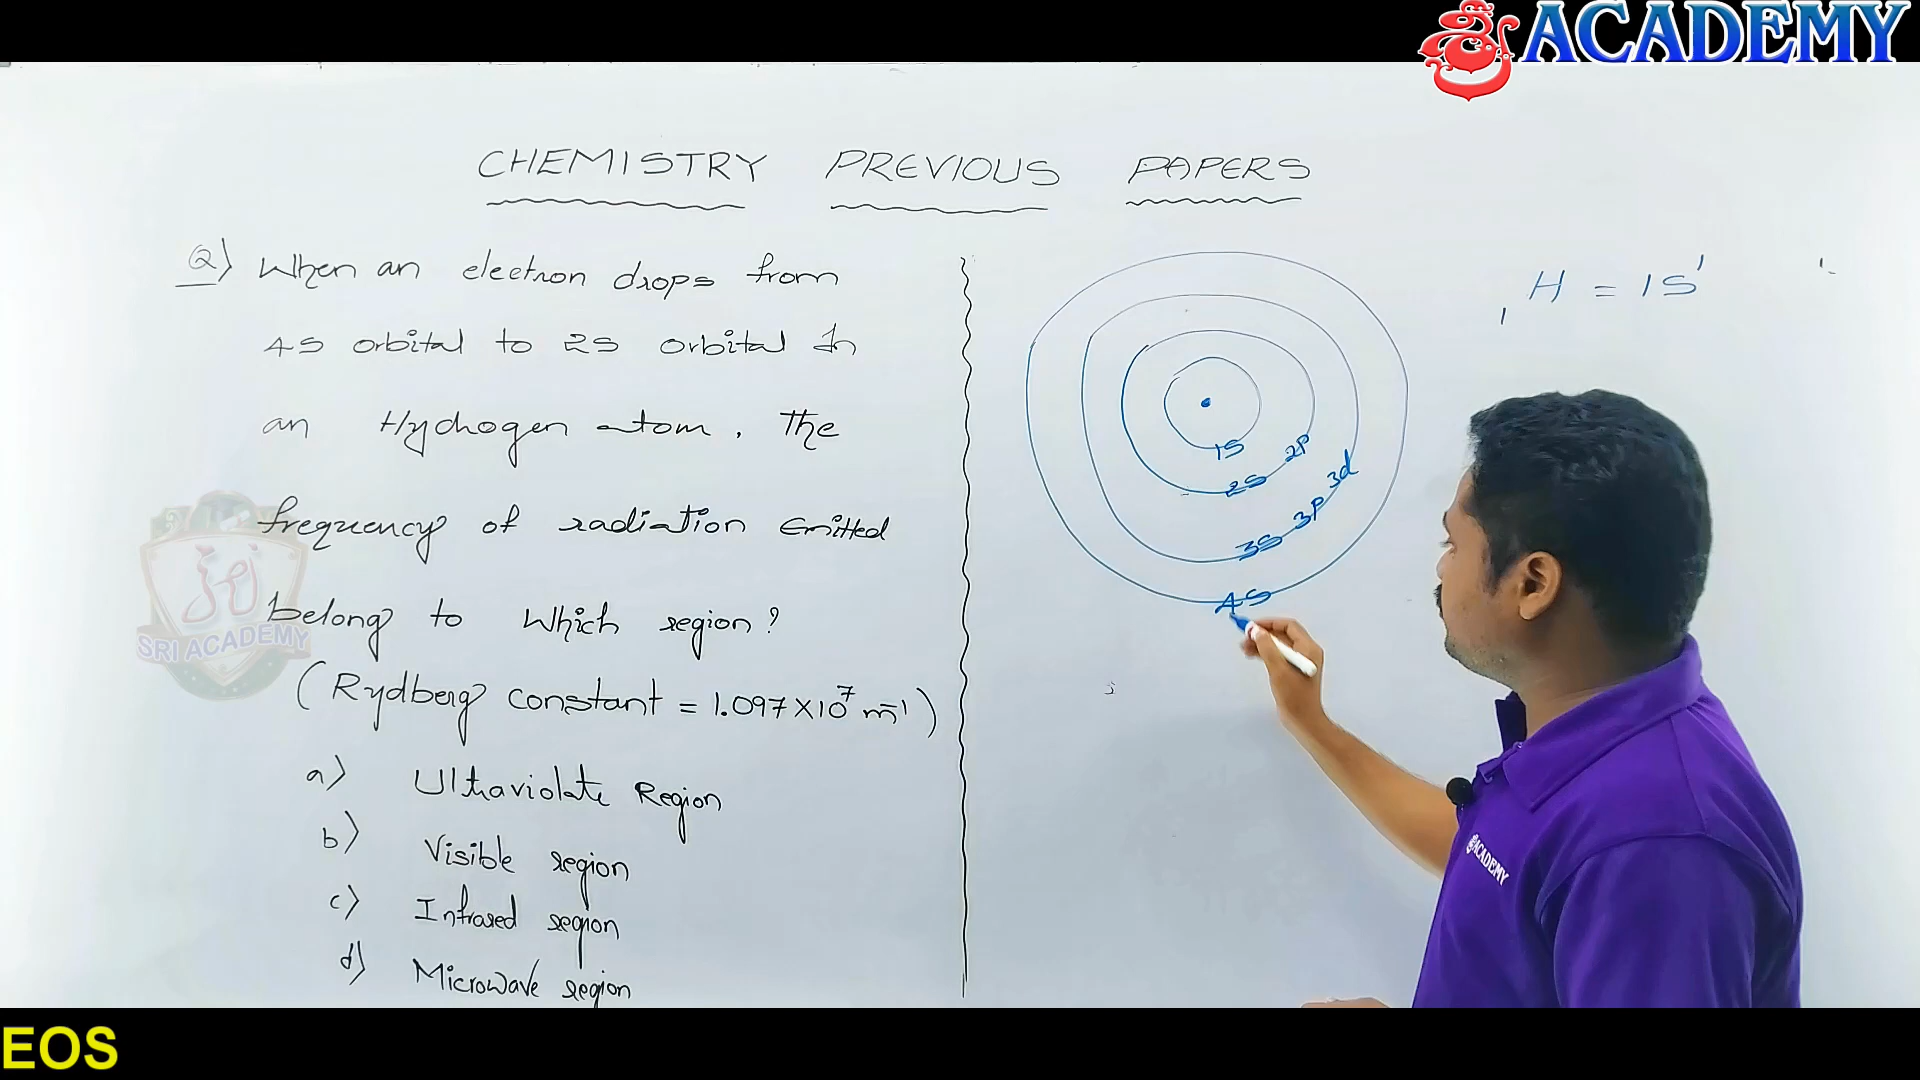 श्री ACADEMY
CHEMISTRY PREVIOUS PAPERS
Q) When an electron drops from
4S orbital to 2S orbital In
an Hydrogen atom, The
frequency of radiation Emitted
belong to Which region?
(Rydberg constant = 1.097 X 10⁷ m⁻¹)
a) Ultraviolate Region
b) Visible region
c) Infrared region
d) Microwave region
₁H = 1S¹
1S
2S 2P
3S 3P 3d
4S
SRI ACADEMY
श्री ACADEMY
EOS